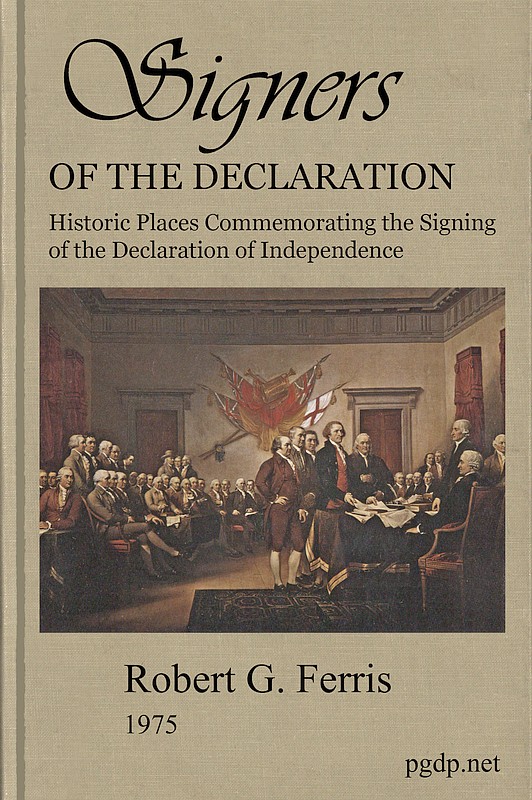 Signers
OF THE DECLARATION
Historic Places Commemorating the Signing
of the Declaration of Independence
Robert G. Ferris
1975
pgdp.net